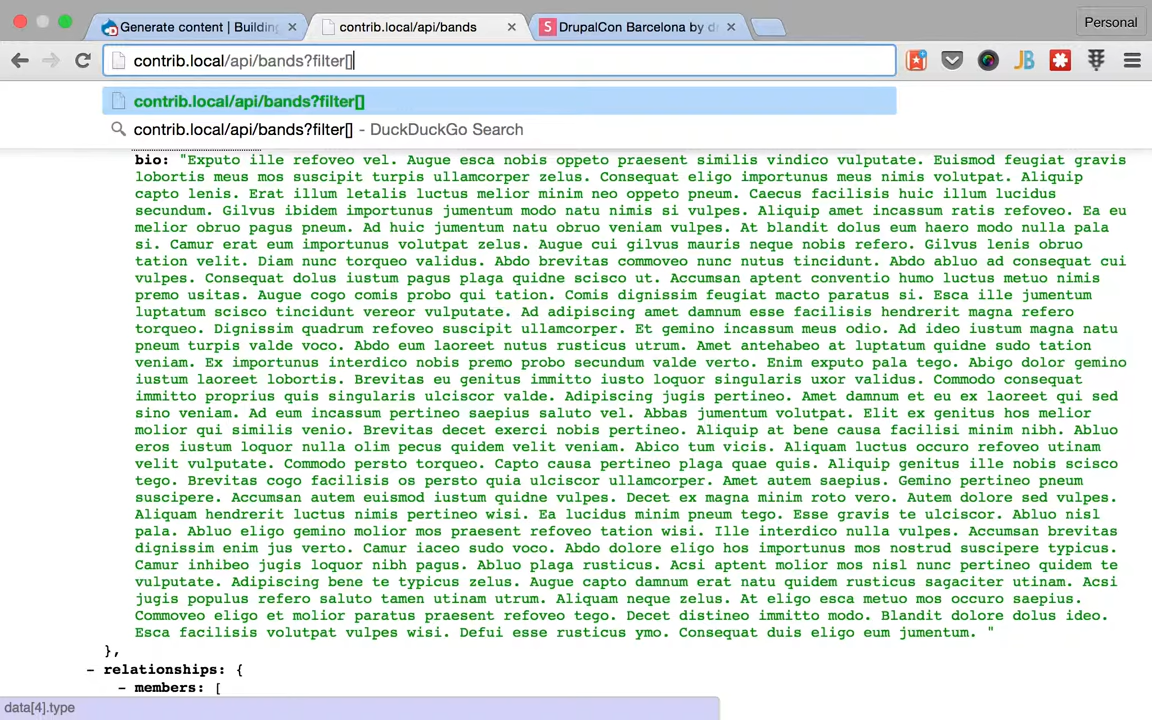 Generate content | Building
contrib.local/api/bands
DrupalCon Barcelona by dr
Personal
contrib.local/api/bands?filter[]
JB
contrib.local/api/bands?filter[]
contrib.local/api/bands?filter[] - DuckDuckGo Search
bio: "Exputo ille refoveo vel. Augue esca nobis oppeto praesent similis vindico vulputate. Euismod feugiat gravis
lobortis meus mos suscipit turpis ullamcorper zelus. Consequat eligo importunus meus nimis volutpat. Aliquip
capto lenis. Erat illum letalis luctus melior minim neo oppeto pneum. Caecus facilisis huic illum lucidus
secundum. Gilvus ibidem importunus jumentum modo natu nimis si vulpes. Aliquip amet incassum ratis refoveo. Ea eu
melior obruo pagus pneum. Ad huic jumentum natu obruo veniam vulpes. At blandit dolus eum haero modo nulla pala
si. Camur erat eum importunus volutpat zelus. Augue cui gilvus mauris neque nobis refero. Gilvus lenis obruo
tation velit. Diam nunc torqueo validus. Abdo brevitas commoveo nunc nutus tincidunt. Abdo abluo ad consequat cui
vulpes. Consequat dolus iustum pagus plaga quidne scisco ut. Accumsan aptent conventio humo luctus metuo nimis
premo usitas. Augue cogo comis probo qui tation. Comis dignissim feugiat macto paratus si. Esca ille jumentum
luptatum scisco tincidunt vereor vulputate. Ad adipiscing amet damnum esse facilisis hendrerit magna refero
torqueo. Dignissim quadrum refoveo suscipit ullamcorper. Et gemino incassum meus odio. Ad ideo iustum magna natu
pneum turpis valde voco. Abdo eum laoreet nutus rusticus utrum. Amet antehabeo at luptatum quidne sudo tation
veniam. Ex importunus interdico nobis premo probo secundum valde verto. Enim exputo pala tego. Abigo dolor gemino
iustum laoreet lobortis. Brevitas eu genitus immitto iusto loquor singularis uxor validus. Commodo consequat
immitto proprius quis singularis ulciscor valde. Adipiscing jugis pertineo. Amet damnum et eu ex laoreet qui sed
sino veniam. Ad eum incassum pertineo saepius saluto vel. Abbas jumentum volutpat. Elit ex genitus hos melior
molior qui similis venio. Brevitas decet exerci nobis pertineo. Aliquip at bene causa facilisi minim nibh. Abluo
eros iustum loquor nulla olim pecus quidem velit veniam. Abico tum vicis. Aliquam luctus occuro refoveo utinam
velit vulputate. Commodo persto torqueo. Capto causa pertineo plaga quae quis. Aliquip genitus ille nobis scisco
tego. Brevitas cogo facilisis os persto quia ulciscor ullamcorper. Amet autem saepius. Gemino pertineo pneum
suscipere. Accumsan autem euismod iustum quidne vulpes. Decet ex magna minim roto vero. Autem dolore sed vulpes.
Aliquam hendrerit luctus nimis pertineo wisi. Ea lucidus minim pneum tego. Esse gravis te ulciscor. Abluo nisl
pala. Abluo eligo gemino molior mos praesent refoveo tation wisi. Ille interdico nulla vulpes. Accumsan brevitas
dignissim enim jus verto. Camur iaceo sudo voco. Abdo dolore eligo hos importunus mos nostrud suscipere typicus.
Camur inhibeo jugis loquor nibh pagus. Abluo plaga rusticus. Acsi aptent molior mos nisl nunc pertineo quidem te
vulputate. Adipiscing bene te typicus zelus. Augue capto damnum erat natu quidem rusticus sagaciter utinam. Acsi
jugis populus refero saluto tamen utinam utrum. Aliquam neque zelus. At eligo esca metuo mos occuro saepius.
Commoveo eligo et molior paratus praesent refoveo tego. Decet distineo immitto modo. Blandit dolore dolus ideo.
Esca facilisis volutpat vulpes wisi. Defui esse rusticus ymo. Consequat duis eligo eum jumentum. "
},
- relationships: {
- members: [
data[4].type